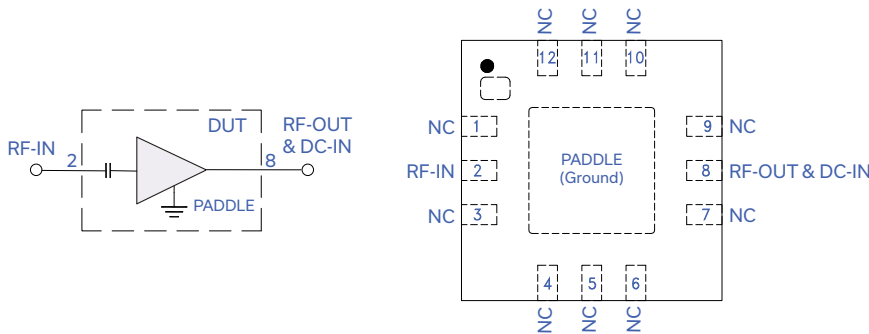 DUT
RF-IN
2
8
RF-OUT
& DC-IN
PADDLE
NC
NC
NC
12
11
10
NC
1
9
NC
RF-IN
2
PADDLE
(Ground)
8
RF-OUT & DC-IN
NC
3
7
NC
4
5
6
NC
NC
NC